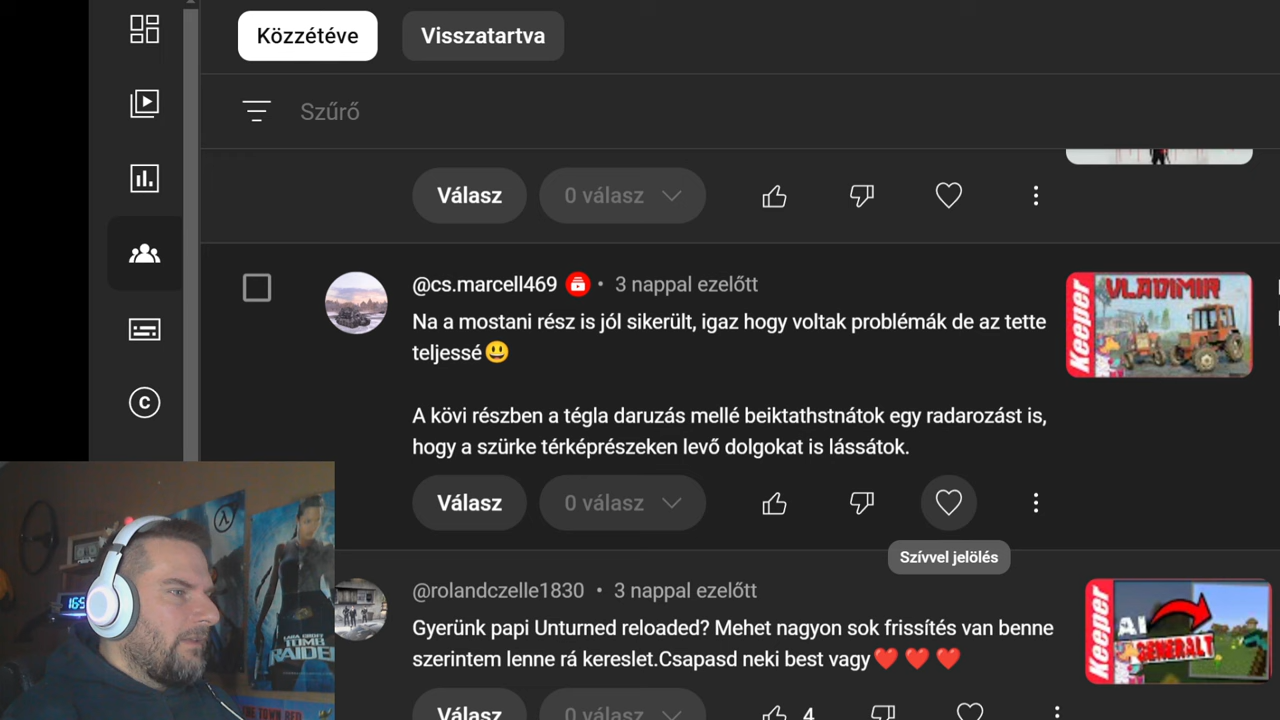 Közzétéve
Visszatartva
Szűrő
Válasz
0 válasz
@cs.marcell469 • 3 nappal ezelőtt
Na a mostani rész is jól sikerült, igaz hogy voltak problémák de az tette
teljessé😃
A kövi részben a tégla daruzás mellé beiktathstnátok egy radarozást is,
hogy a szürke térképrészeken levő dolgokat is lássátok.
Keeper
VLADIMIR
Válasz
0 válasz
Szívvel jelölés
@rolandczelle1830 • 3 nappal ezelőtt
Gyerünk papi Unturned reloaded? Mehet nagyon sok frissítés van benne
szerintem lenne rá kereslet.Csapasd neki best vagy❤️❤️❤️
Keeper
AI
GENERÁLT
Válasz
0 válasz
4
TOMB
RAIDER